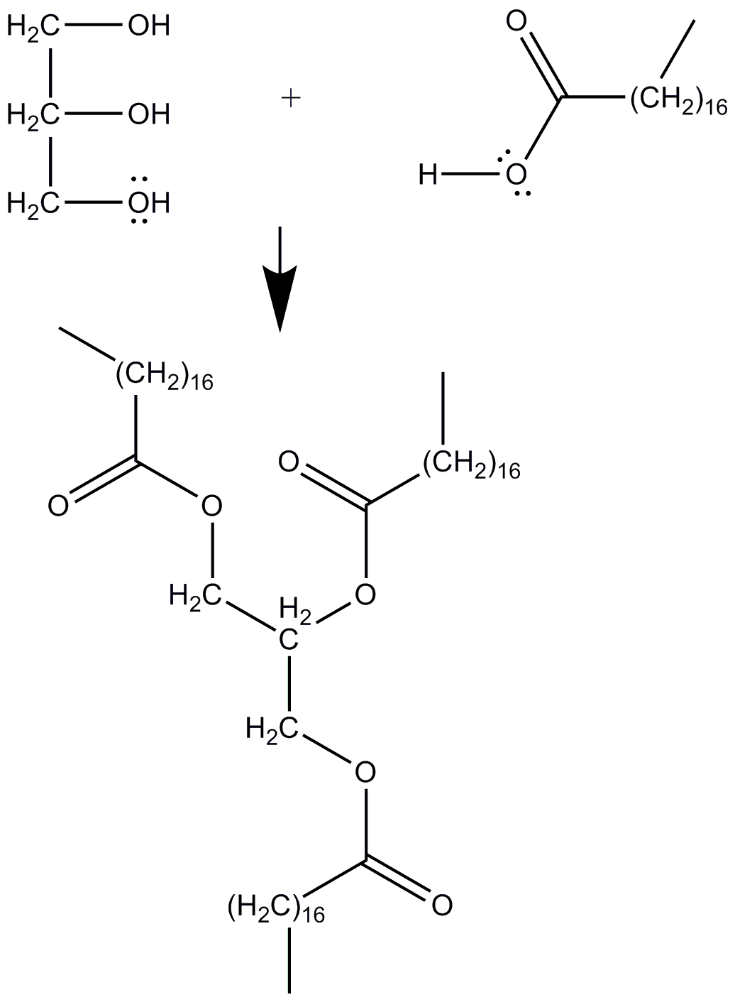 H₂C—OH
O
H₂C—OH
+
(CH₂)₁₆
H—O
H₂C—OH
(CH₂)₁₆
O
(CH₂)₁₆
O
O
H₂C
H₂
C
O
H₂C
O
(H₂C)₁₆
O